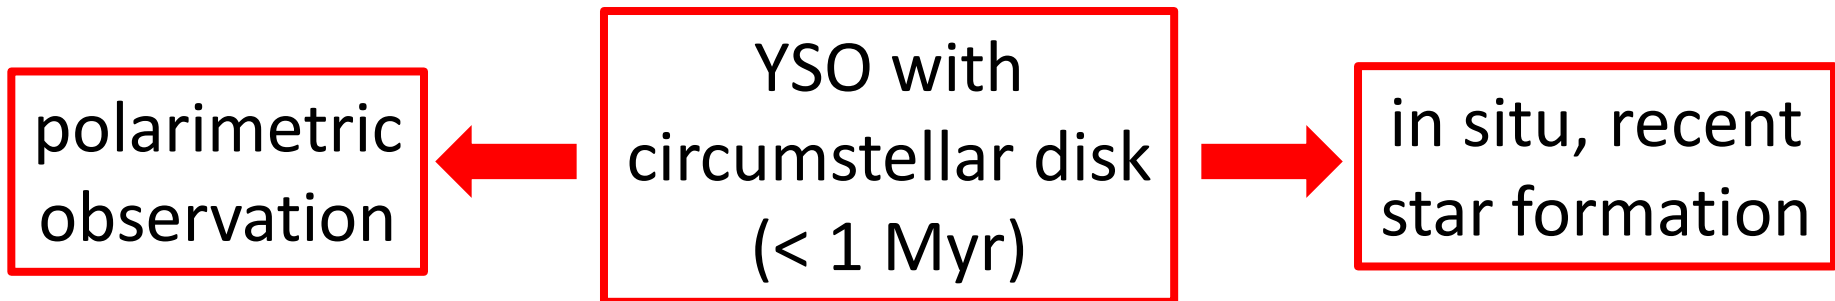 polarimetric
observation
YSO with
circumstellar disk
(< 1 Myr)
in situ, recent
star formation